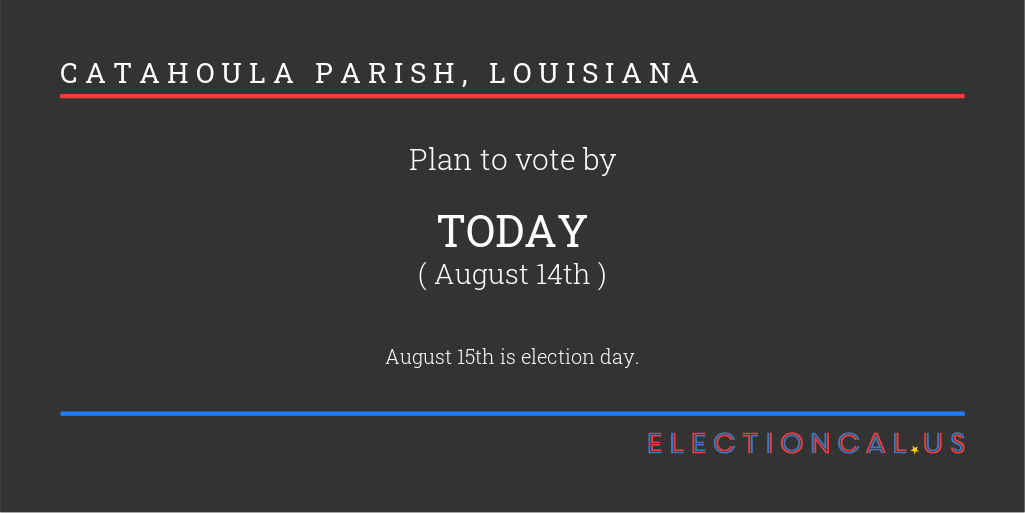 CATAHOULA PARISH, LOUISIANA
Plan to vote by
TODAY
( August 14th )
August 15th is election day.
ELECTIONCAL.US